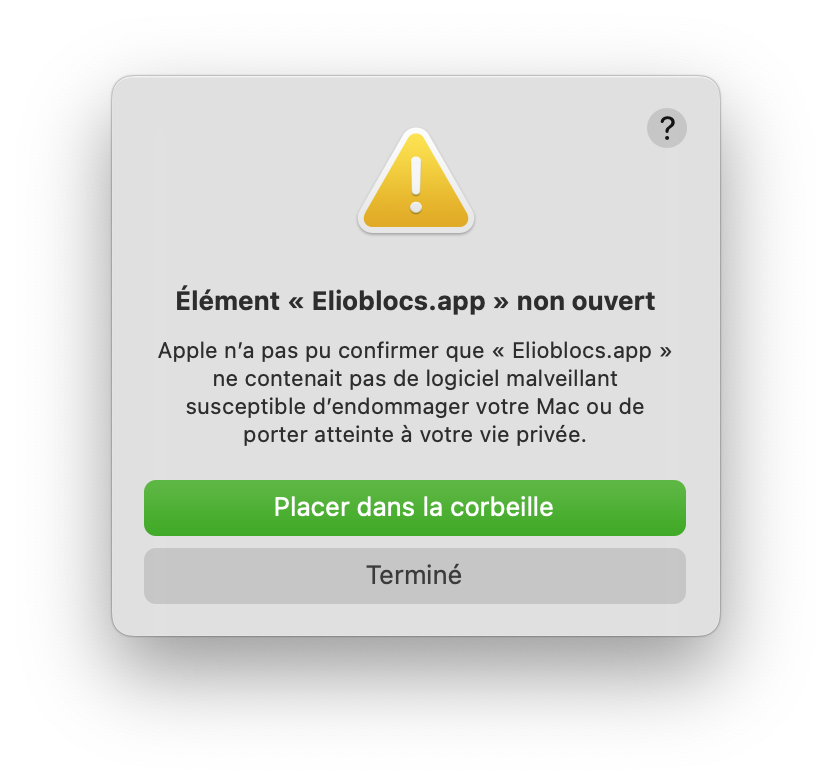 ?
Élément « Elioblocs.app » non ouvert
Apple n’a pas pu confirmer que « Elioblocs.app »
ne contenait pas de logiciel malveillant
susceptible d’endommager votre Mac ou de
porter atteinte à votre vie privée.
Placer dans la corbeille
Terminé